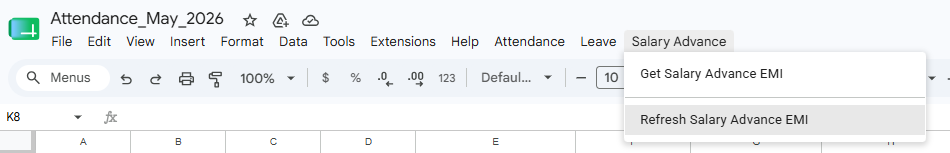 Attendance_May_2026
File Edit View Insert Format Data Tools Extensions Help Attendance Leave Salary Advance
Menus 100% $ % .0 .00 123 Defaul... 10
Get Salary Advance EMI
Refresh Salary Advance EMI
K8 fx
A B C D E